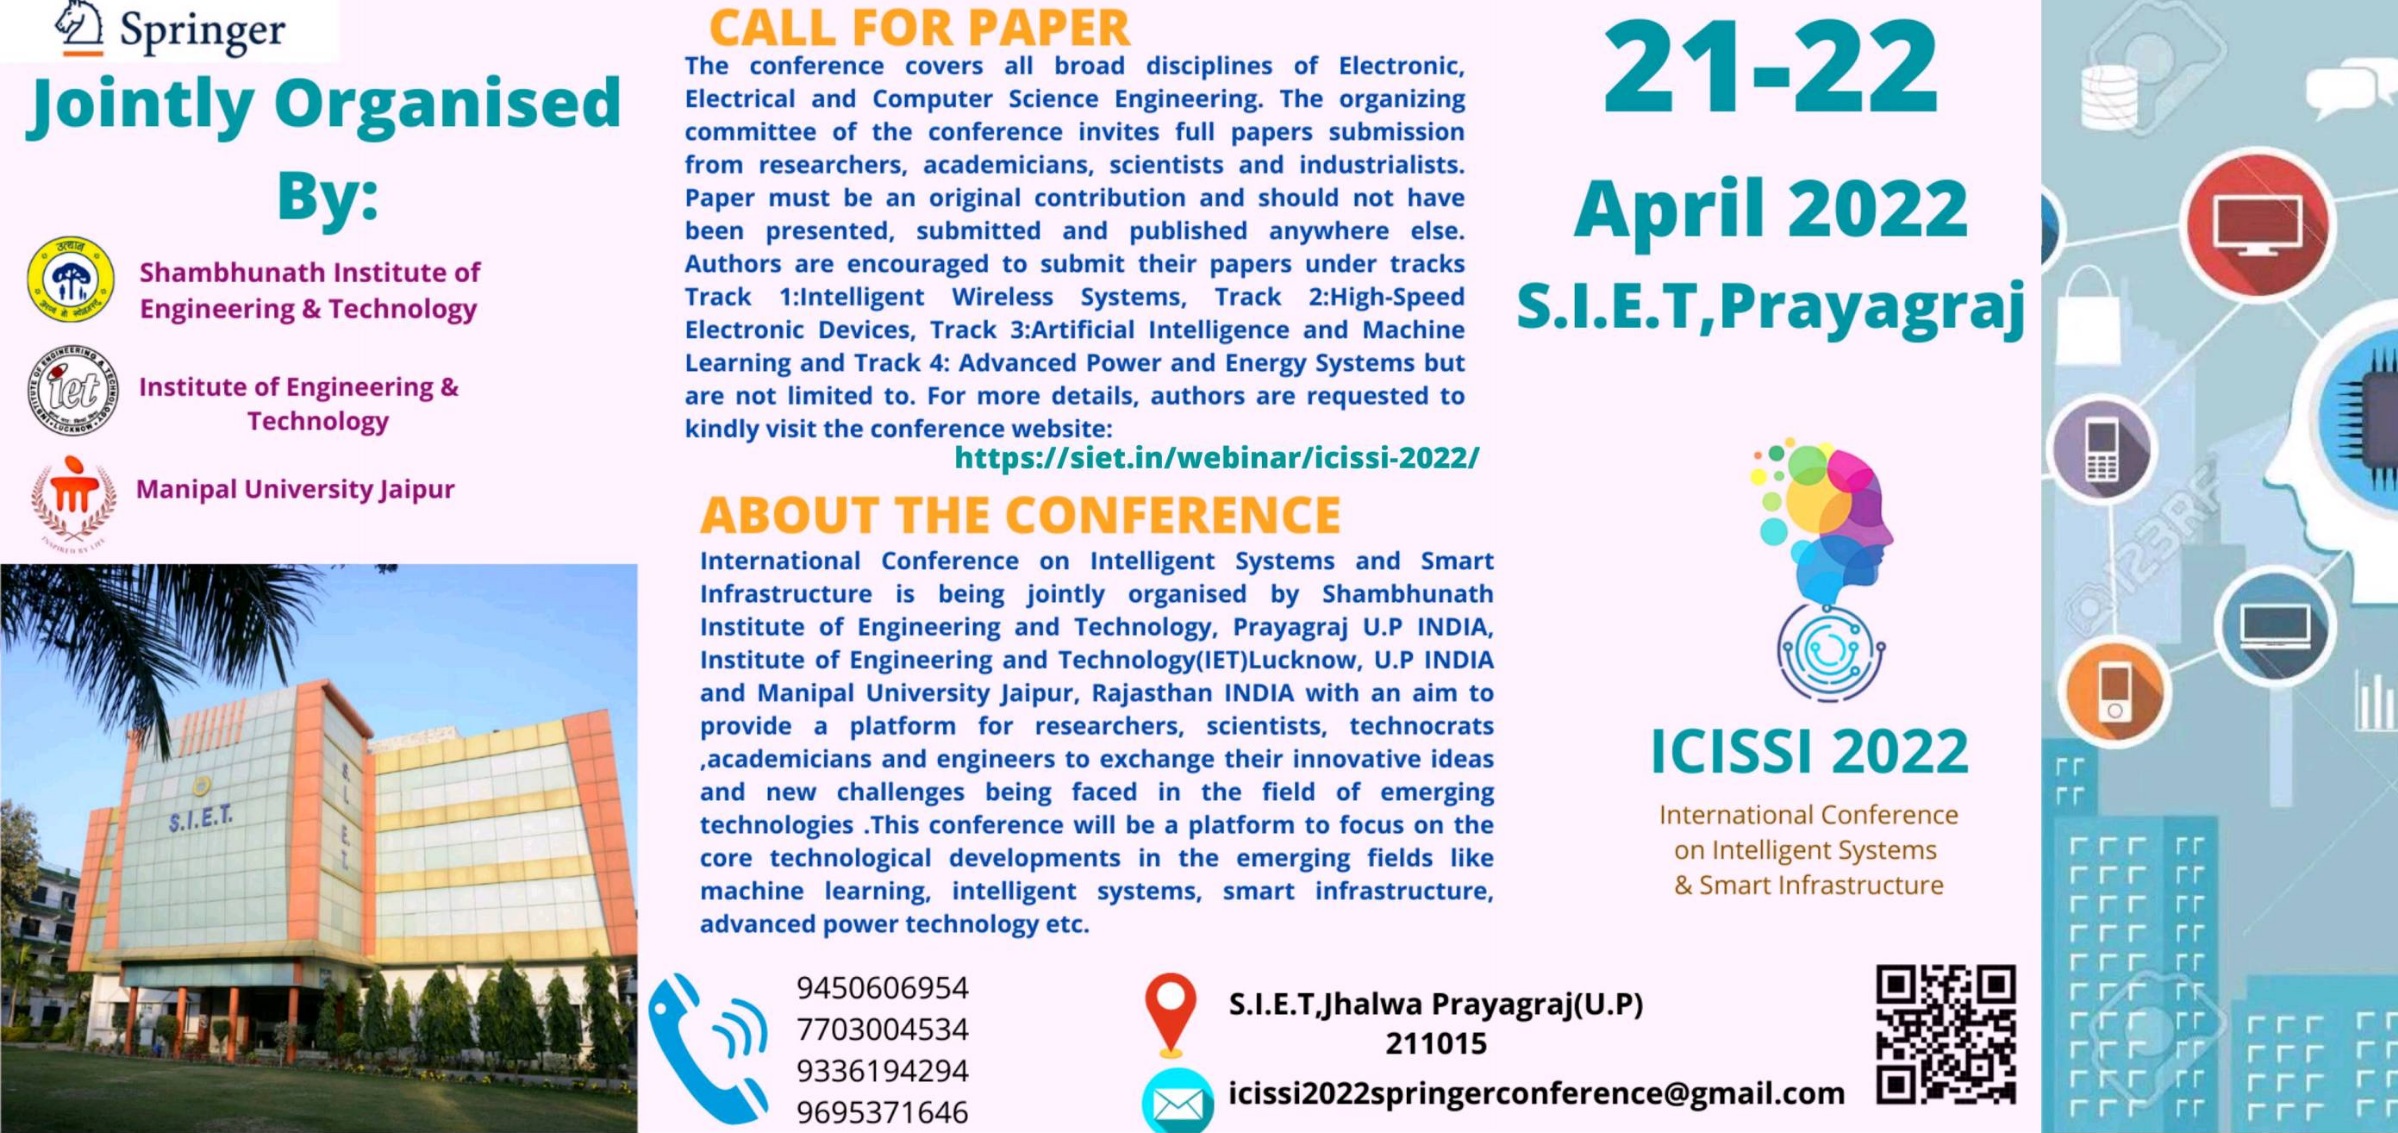 Springer
Jointly Organised
By:
उत्थान
Shambhunath Institute of
Engineering & Technology
INSTITUTE OF ENGINEERING & TECHNOLOGY
iet
LUCKNOW
Institute of Engineering &
Technology
Manipal University Jaipur
INSPIRED BY LIFE
S.I.E.T.
S.I.E.T
CALL FOR PAPER
The conference covers all broad disciplines of Electronic,
Electrical and Computer Science Engineering. The organizing
committee of the conference invites full papers submission
from researchers, academicians, scientists and industrialists.
Paper must be an original contribution and should not have
been presented, submitted and published anywhere else.
Authors are encouraged to submit their papers under tracks
Track 1:Intelligent Wireless Systems, Track 2:High-Speed
Electronic Devices, Track 3:Artificial Intelligence and Machine
Learning and Track 4: Advanced Power and Energy Systems but
are not limited to. For more details, authors are requested to
kindly visit the conference website:
https://siet.in/webinar/icissi-2022/
ABOUT THE CONFERENCE
International Conference on Intelligent Systems and Smart
Infrastructure is being jointly organised by Shambhunath
Institute of Engineering and Technology, Prayagraj U.P INDIA,
Institute of Engineering and Technology(IET)Lucknow, U.P INDIA
and Manipal University Jaipur, Rajasthan INDIA with an aim to
provide a platform for researchers, scientists, technocrats
,academicians and engineers to exchange their innovative ideas
and new challenges being faced in the field of emerging
technologies .This conference will be a platform to focus on the
core technological developments in the emerging fields like
machine learning, intelligent systems, smart infrastructure,
advanced power technology etc.
9450606954
7703004534
9336194294
9695371646
S.I.E.T,Jhalwa Prayagraj(U.P)
211015
icissi2022springerconference@gmail.com
21-22
April 2022
S.I.E.T,Prayagraj
ICISSI 2022
International Conference
on Intelligent Systems
& Smart Infrastructure
123RF